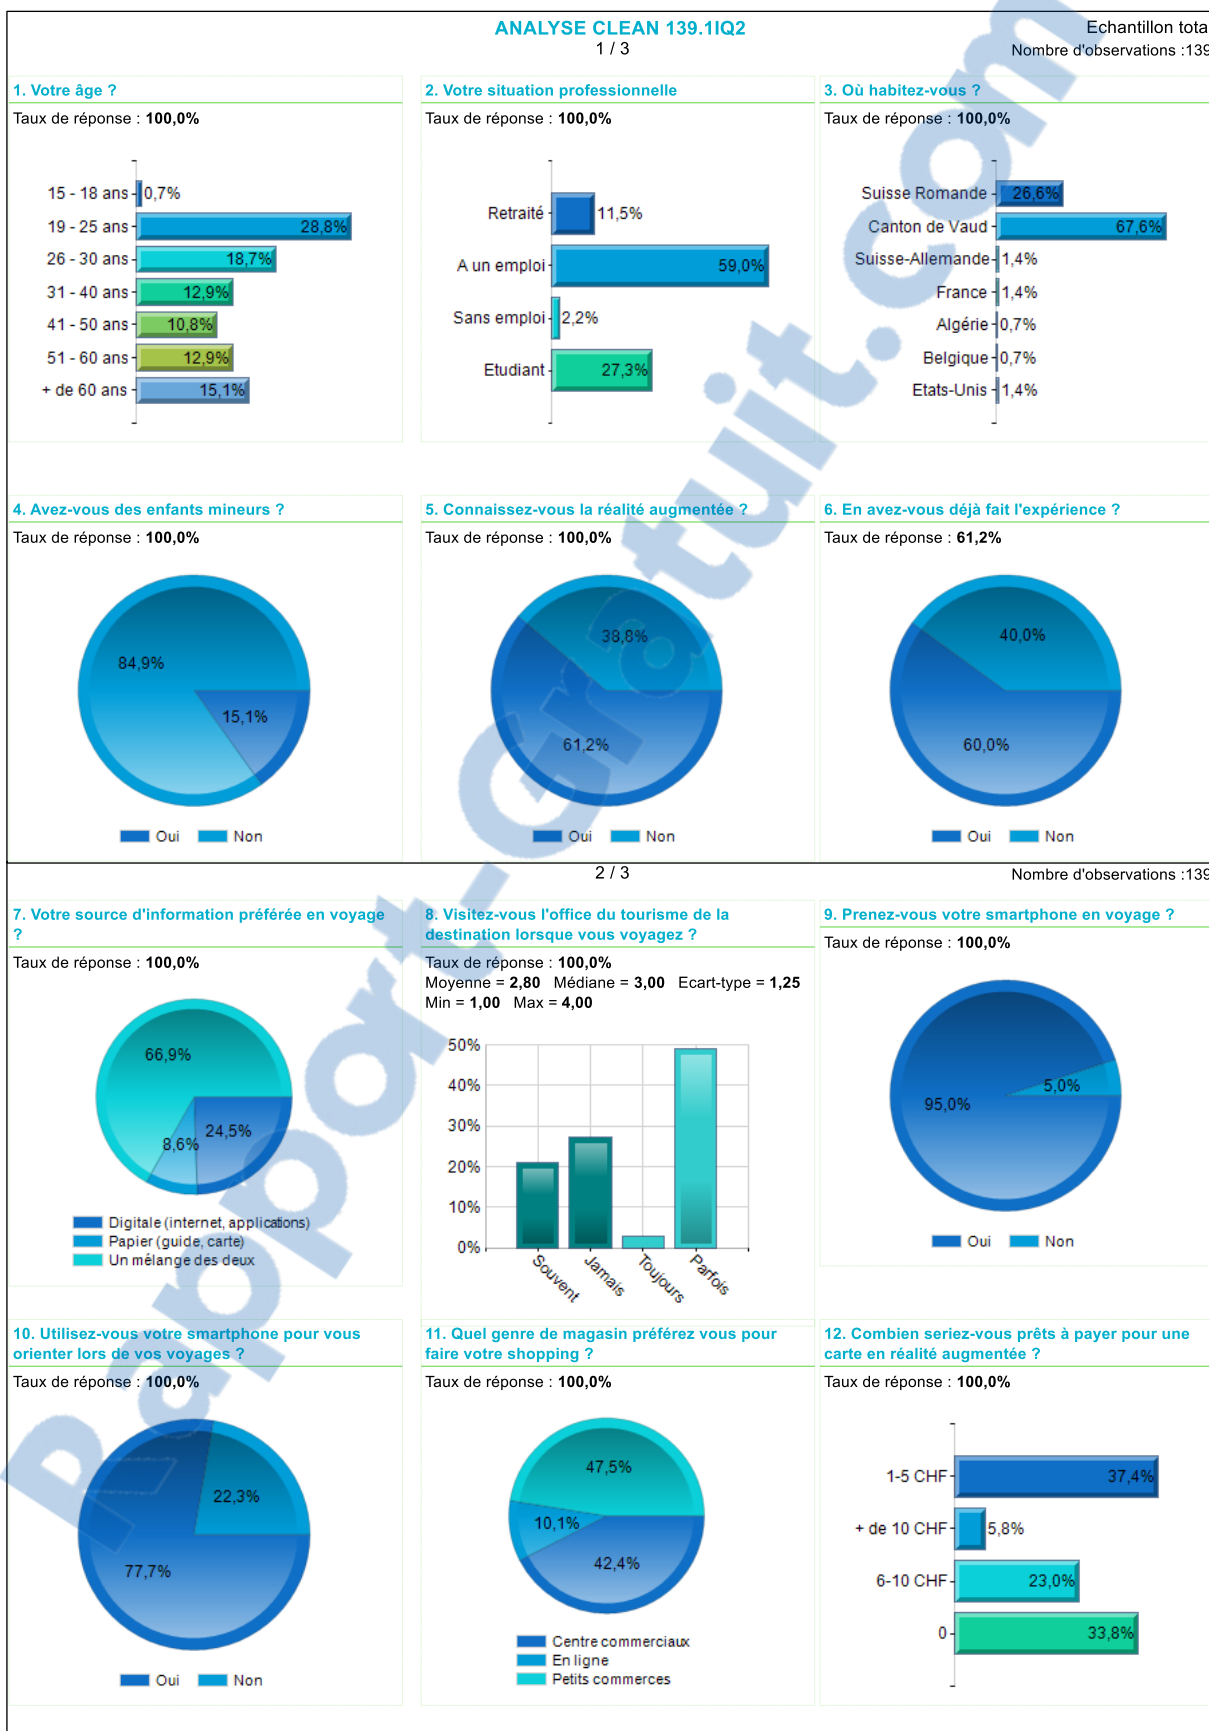 ANALYSE CLEAN 139.1IQ2
Echantillon tota
1 / 3
Nombre d'observations :139
1. Votre âge ?
Taux de réponse : 100,0%
15 - 18 ans 0,7%
19 - 25 ans 28,8%
26 - 30 ans 18,7%
31 - 40 ans 12,9%
41 - 50 ans 10,8%
51 - 60 ans 12,9%
+ de 60 ans 15,1%
2. Votre situation professionnelle
Taux de réponse : 100,0%
Retraité 11,5%
A un emploi 59,0%
Sans emploi 2,2%
Etudiant 27,3%
3. Où habitez-vous ?
Taux de réponse : 100,0%
Suisse Romande 26,6%
Canton de Vaud 67,6%
Suisse-Allemande 1,4%
France 1,4%
Algérie 0,7%
Belgique 0,7%
Etats-Unis 1,4%
4. Avez-vous des enfants mineurs ?
Taux de réponse : 100,0%
84,9%
15,1%
Oui Non
5. Connaissez-vous la réalité augmentée ?
Taux de réponse : 100,0%
38,8%
61,2%
Oui Non
6. En avez-vous déjà fait l'expérience ?
Taux de réponse : 61,2%
40,0%
60,0%
Oui Non
2 / 3
Nombre d'observations :139
7. Votre source d'information préférée en voyage
?
Taux de réponse : 100,0%
66,9%
8,6% 24,5%
Digitale (internet, applications)
Papier (guide, carte)
Un mélange des deux
8. Visitez-vous l'office du tourisme de la
destination lorsque vous voyagez ?
Taux de réponse : 100,0%
Moyenne = 2,80 Médiane = 3,00 Ecart-type = 1,25
Min = 1,00 Max = 4,00
50%
40%
30%
20%
10%
0%
Souvent Jamais Toujours Parfois
9. Prenez-vous votre smartphone en voyage ?
Taux de réponse : 100,0%
5,0%
95,0%
Oui Non
10. Utilisez-vous votre smartphone pour vous
orienter lors de vos voyages ?
Taux de réponse : 100,0%
22,3%
77,7%
Oui Non
11. Quel genre de magasin préférez vous pour
faire votre shopping ?
Taux de réponse : 100,0%
47,5%
10,1%
42,4%
Centre commerciaux
En ligne
Petits commerces
12. Combien seriez-vous prêts à payer pour une
carte en réalité augmentée ?
Taux de réponse : 100,0%
1-5 CHF 37,4%
+ de 10 CHF 5,8%
6-10 CHF 23,0%
0 33,8%
Rapport-Gratuit.com